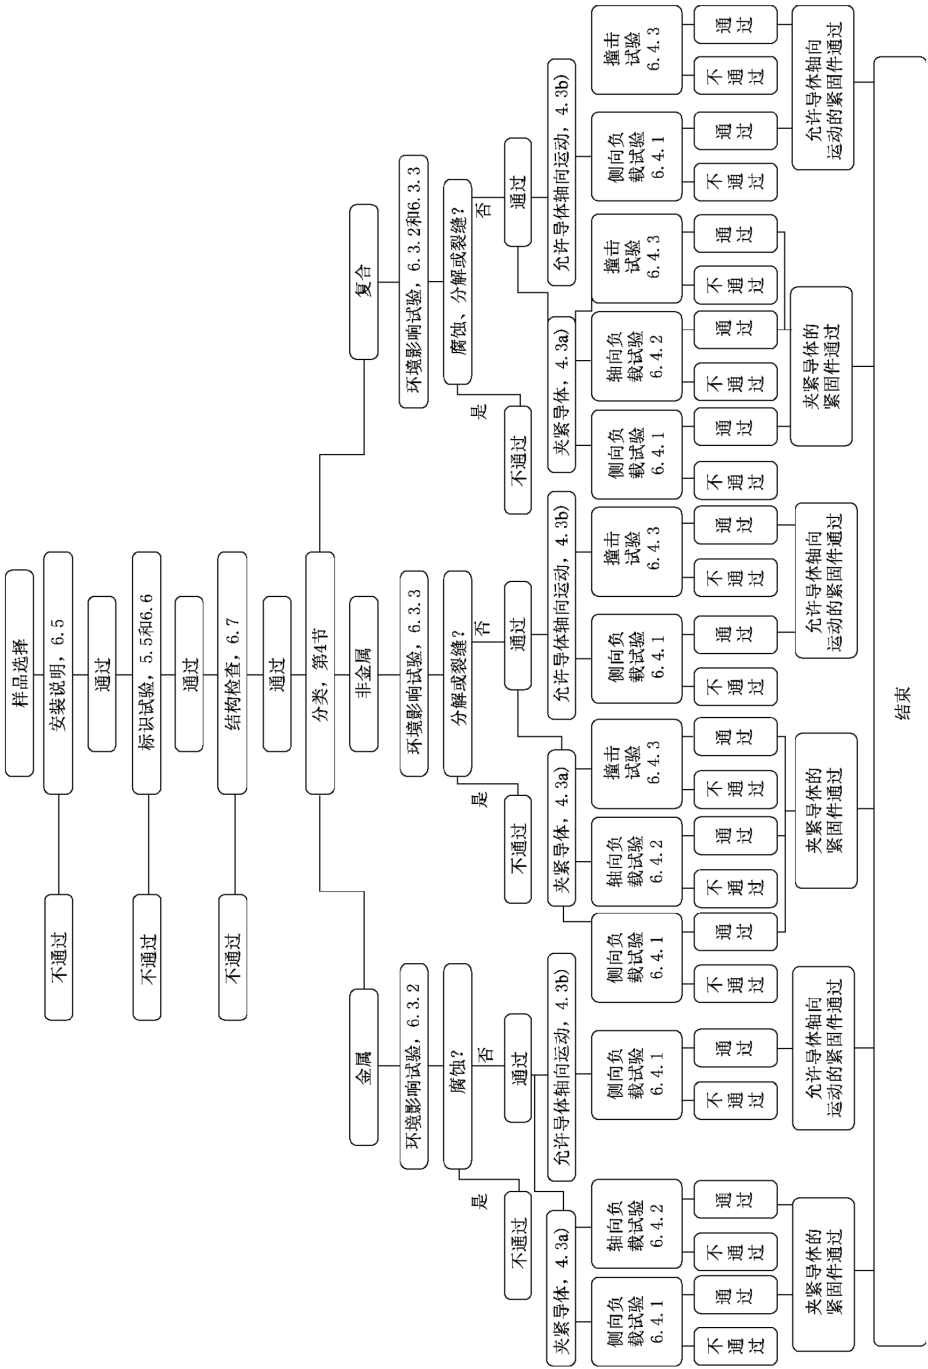 样品选择
不通过
安装说明，6.5
通过
不通过
标识试验，5.5和6.6
通过
不通过
结构检查，6.7
通过
分类，第4节
金属
非金属
复合
环境影响试验，6.3.2
环境影响试验，6.3.3
环境影响试验，6.3.2和6.3.3
腐蚀？
分解或裂缝？
腐蚀、分解或裂缝？
是
否
是
否
是
否
不通过
通过
不通过
通过
不通过
通过
夹紧导体，4.3a)
允许导体轴向运动，4.3b)
夹紧导体，4.3a)
允许导体轴向运动，4.3b)
夹紧导体，4.3a)
允许导体轴向运动，4.3b)
侧向负
载试验
6.4.1
轴向负
载试验
6.4.2
侧向负
载试验
6.4.1
侧向负
载试验
6.4.1
轴向负
载试验
6.4.2
撞击
试验
6.4.3
侧向负
载试验
6.4.1
撞击
试验
6.4.3
侧向负
载试验
6.4.1
轴向负
载试验
6.4.2
撞击
试验
6.4.3
侧向负
载试验
6.4.1
撞击
试验
6.4.3
不通过
通过
不通过
通过
不通过
通过
不通过
通过
不通过
通过
不通过
通过
不通过
通过
不通过
通过
不通过
通过
不通过
通过
不通过
通过
不通过
通过
不通过
通过
夹紧导体的
紧固件通过
允许导体轴向
运动的紧固件通过
夹紧导体的
紧固件通过
允许导体轴向
运动的紧固件通过
夹紧导体的
紧固件通过
允许导体轴向
运动的紧固件通过
结束